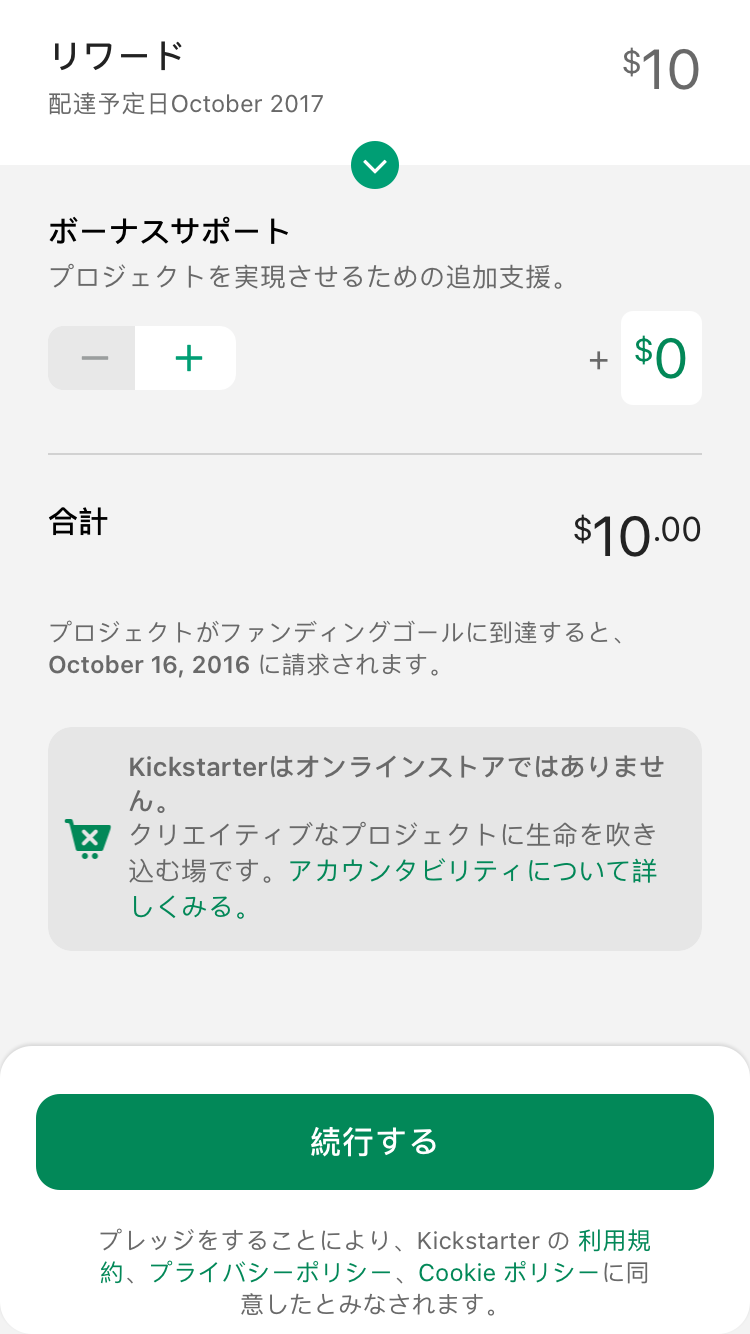 リワード
$10
配達予定日October 2017
ボーナスサポート
プロジェクトを実現させるための追加支援。
− + + $0
合計
$10.00
プロジェクトがファンディングゴールに到達すると、
October 16, 2016 に請求されます。
Kickstarterはオンラインストアではありませ
ん。
クリエイティブなプロジェクトに生命を吹き
込む場です。アカウンタビリティについて詳
しくみる。
続行する
プレッジをすることにより、Kickstarter の 利用規
約、プライバシーポリシー、Cookie ポリシーに同
意したとみなされます。